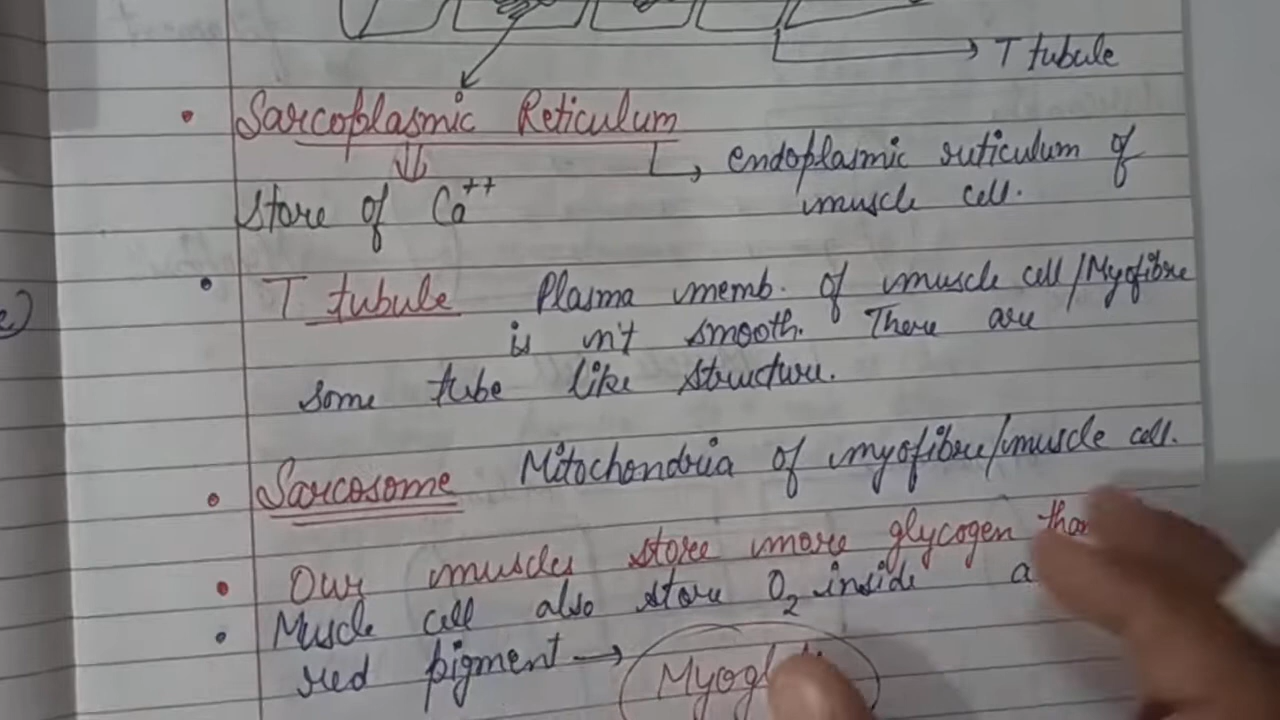 T tubule
• Sarcoplasmic Reticulum
endoplasmic reticulum of
muscle cell.
store of Ca++
• T tubule Plasma memb. of muscle cell/Myofibre
is n't smooth. There are
some tube like structure.
• Sarcosome Mitochondria of myofibre/muscle cell.
• Our muscles store more glycogen
• Muscle cell also store O2 inside a
red pigment →